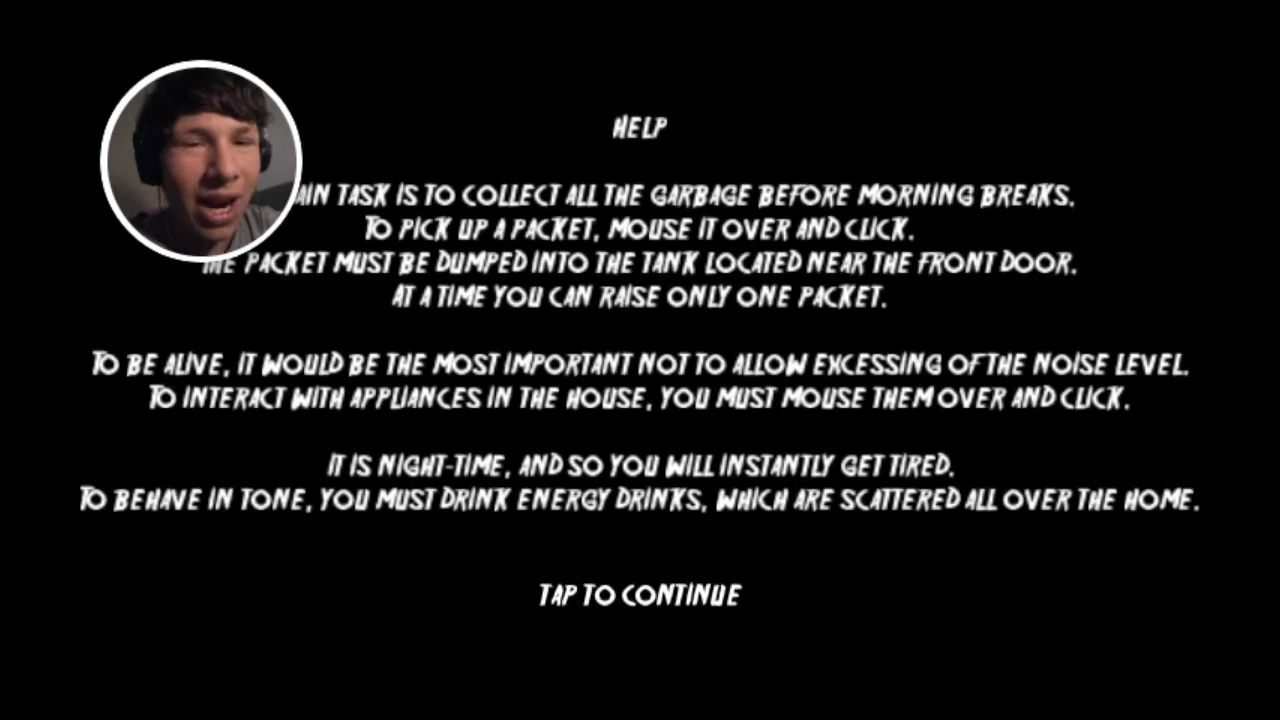 HELP
AIN TASK IS TO COLLECT ALL THE GARBAGE BEFORE MORNING BREAKS.
TO PICK UP A PACKET, MOUSE IT OVER AND CLICK.
THE PACKET MUST BE DUMPED INTO THE TANK LOCATED NEAR THE FRONT DOOR.
AT A TIME YOU CAN RAISE ONLY ONE PACKET.
TO BE ALIVE, IT WOULD BE THE MOST IMPORTANT NOT TO ALLOW EXCESSING OF THE NOISE LEVEL.
TO INTERACT WITH APPLIANCES IN THE HOUSE, YOU MUST MOUSE THEM OVER AND CLICK.
IT IS NIGHT-TIME, AND SO YOU WILL INSTANTLY GET TIRED.
TO BEHAVE IN TONE, YOU MUST DRINK ENERGY DRINKS, WHICH ARE SCATTERED ALL OVER THE HOME.
TAP TO CONTINUE